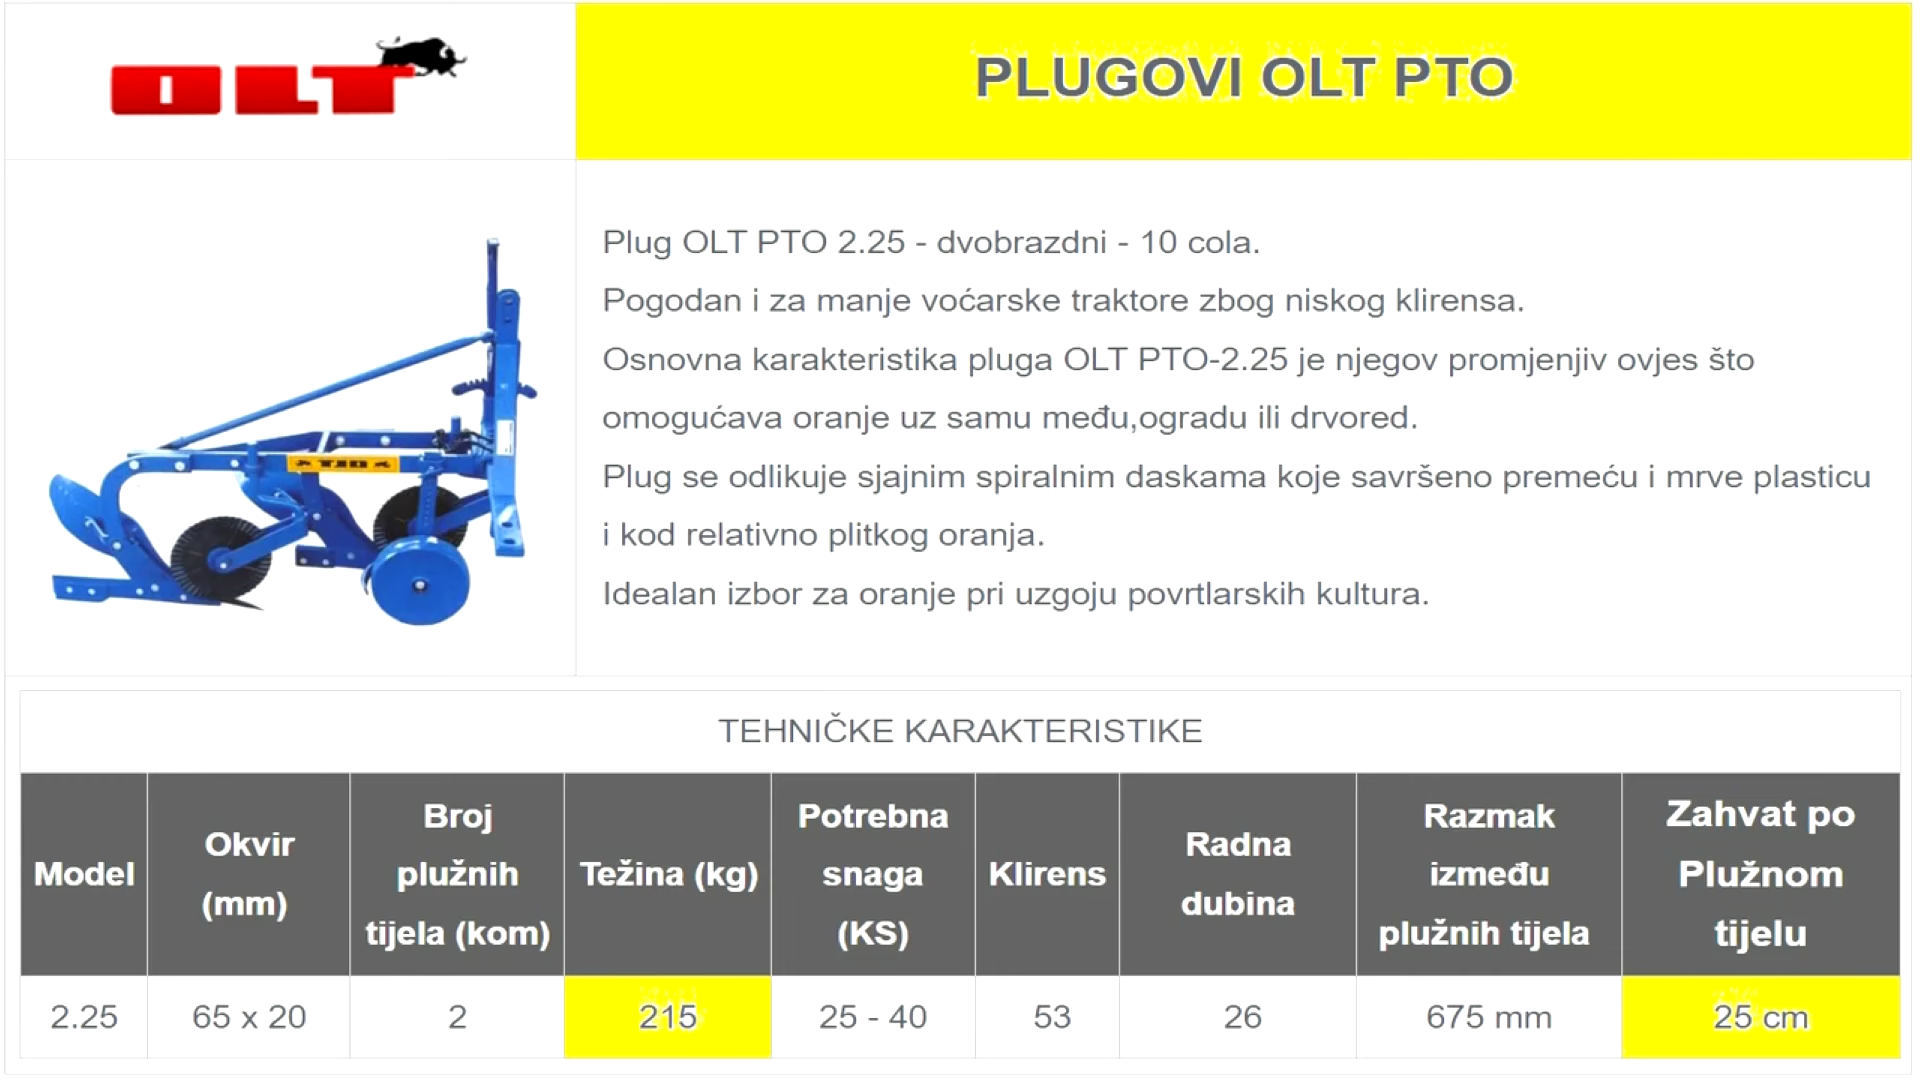 OLT
PLUGOVI OLT PTO
Plug OLT PTO 2.25 - dvobrazdni - 10 cola.
Pogodan i za manje voćarske traktore zbog niskog klirensa.
Osnovna karakteristika pluga OLT PTO-2.25 je njegov promjenjiv ovjes što
omogućava oranje uz samu među,ogradu ili drvored.
Plug se odlikuje sjajnim spiralnim daskama koje savršeno premeću i mrve plasticu
i kod relativno plitkog oranja.
Idealan izbor za oranje pri uzgoju povrtlarskih kultura.
TEHNIČKE KARAKTERISTIKE
Model
Okvir
(mm)
Broj
plužnih
tijela (kom)
Težina (kg)
Potrebna
snaga
(KS)
Klirens
Radna
dubina
Razmak
između
plužnih tijela
Zahvat po
Plužnom
tijelu
2.25
65 x 20
2
215
25 - 40
53
26
675 mm
25 cm